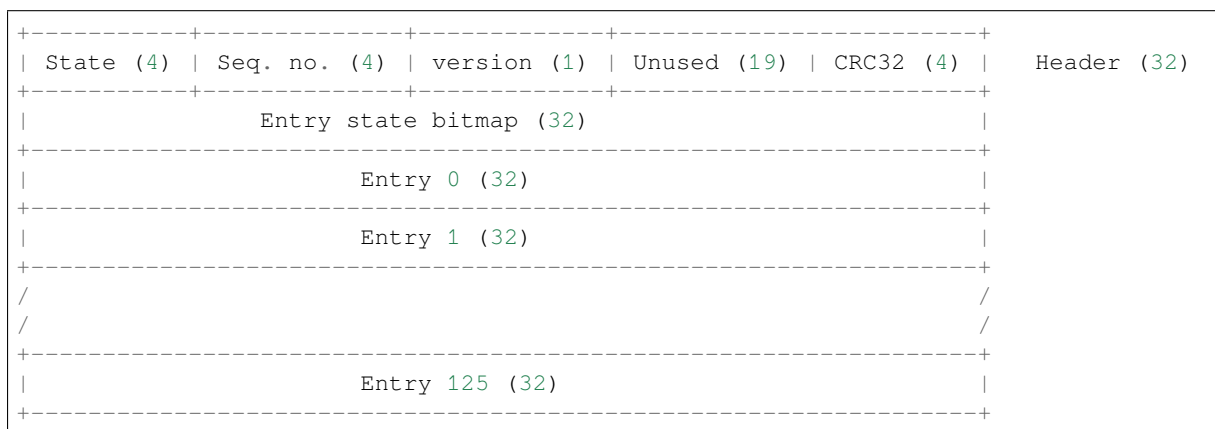 +-----------+--------------+-------------+-------------------------+
| State (4) | Seq. no. (4) | version (1) | Unused (19) | CRC32 (4) | Header (32)
+-----------+--------------+-------------+-------------------------+
| Entry state bitmap (32) |
+------------------------------------------------------------------+
| Entry 0 (32) |
+------------------------------------------------------------------+
| Entry 1 (32) |
+------------------------------------------------------------------+
/ /
/ /
+------------------------------------------------------------------+
| Entry 125 (32) |
+------------------------------------------------------------------+